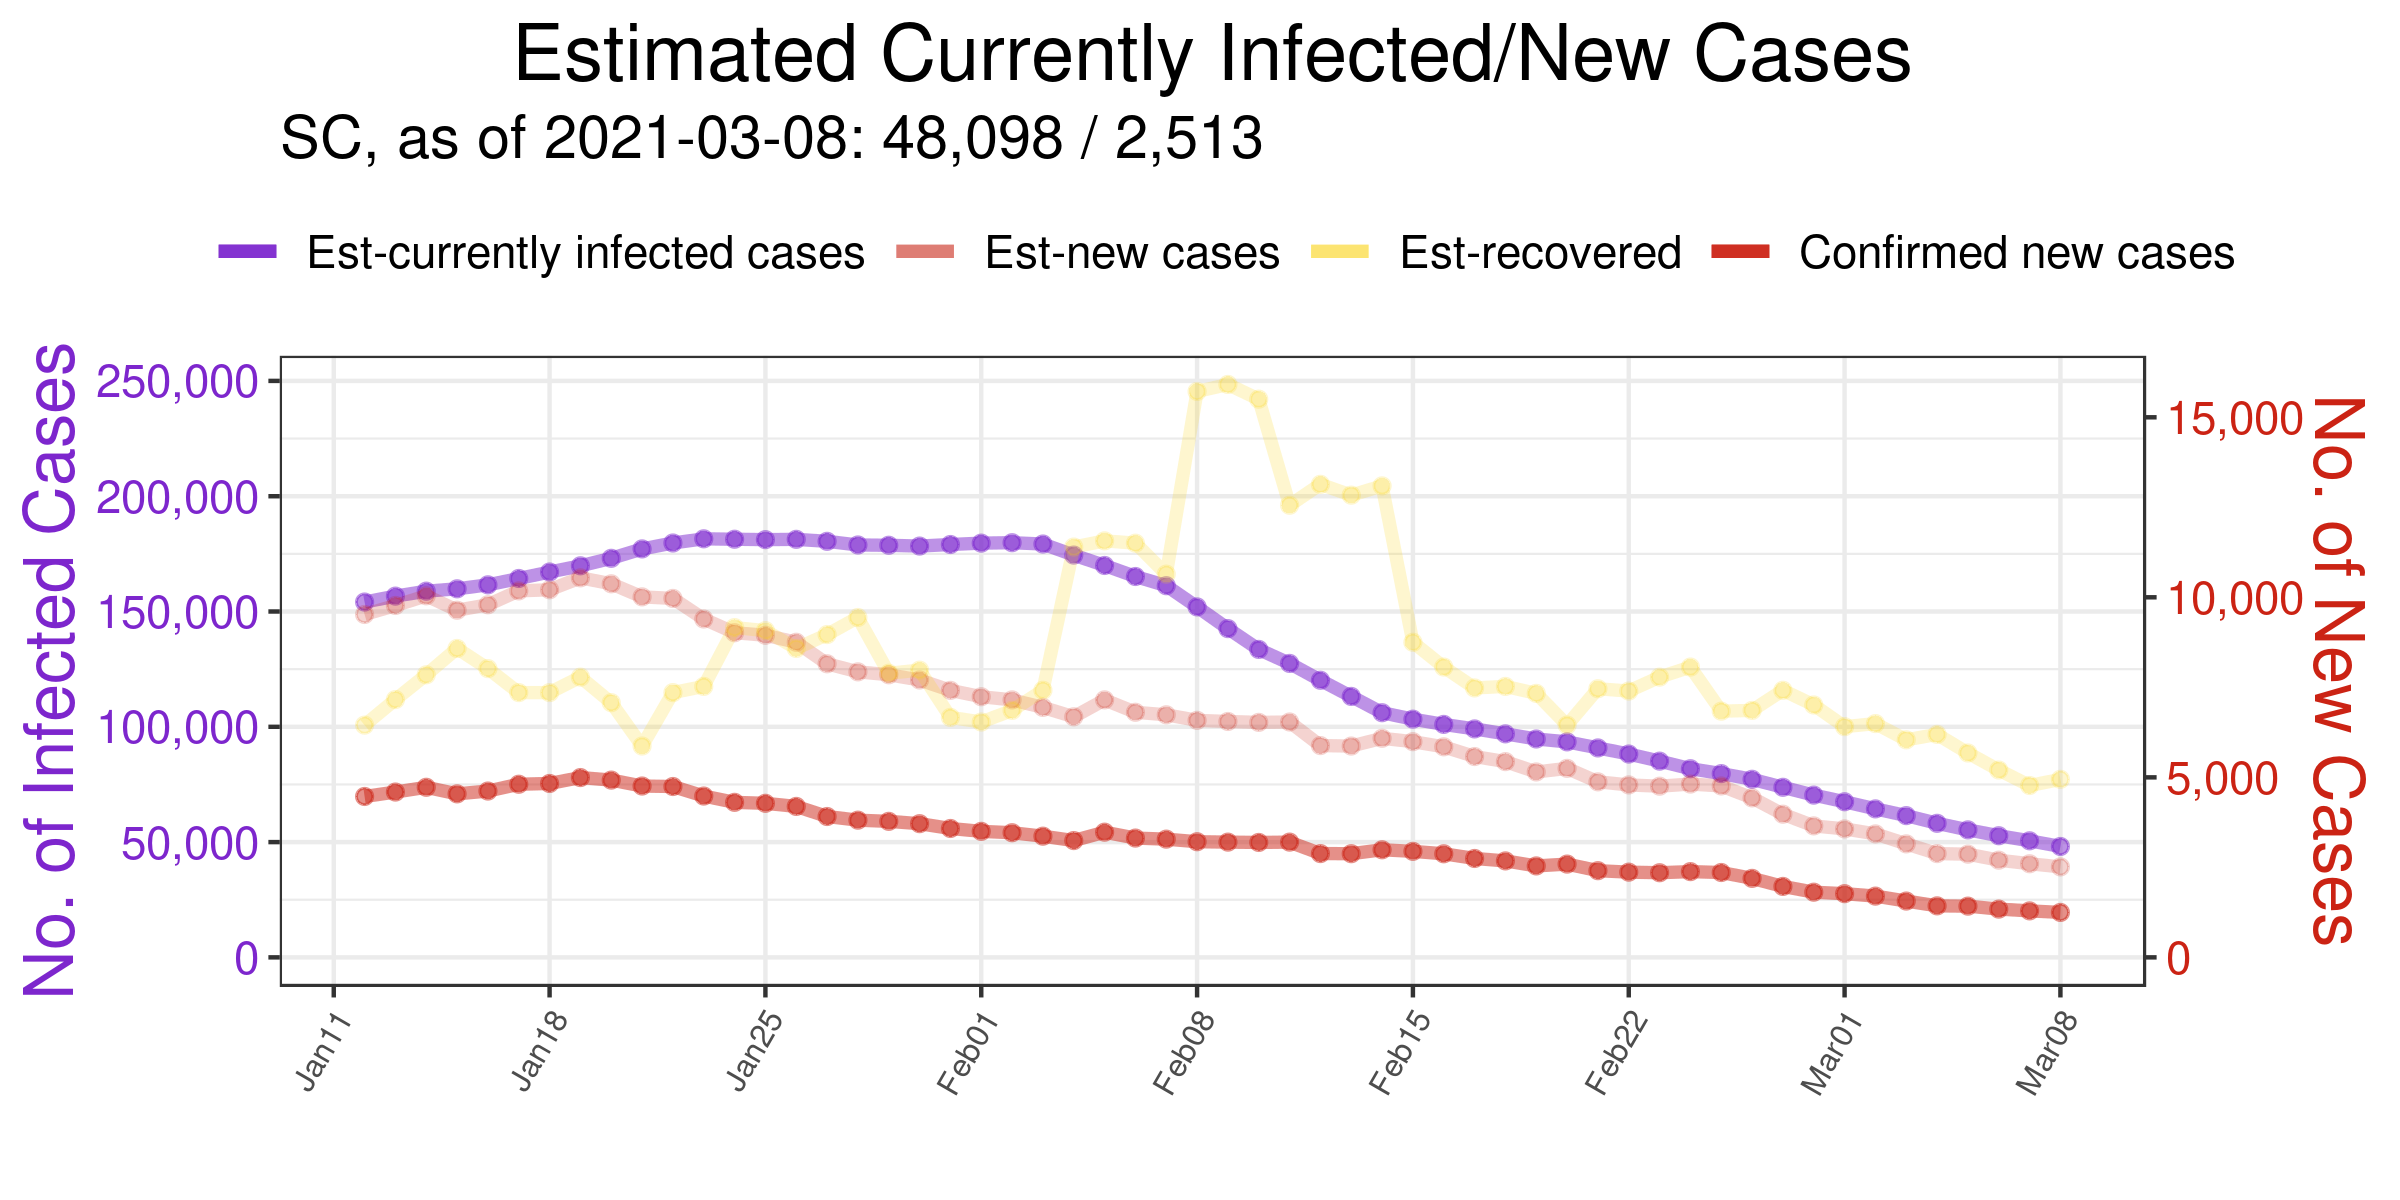 Estimated Currently Infected/New Cases
SC, as of 2021-03-08: 48,098 / 2,513
Est-currently infected cases Est-new cases Est-recovered Confirmed new cases
No. of Infected Cases
250,000
200,000
150,000
100,000
50,000
0
15,000
10,000
5,000
0
No. of New Cases
Jan11 Jan18 Jan25 Feb01 Feb08 Feb15 Feb22 Mar01 Mar08